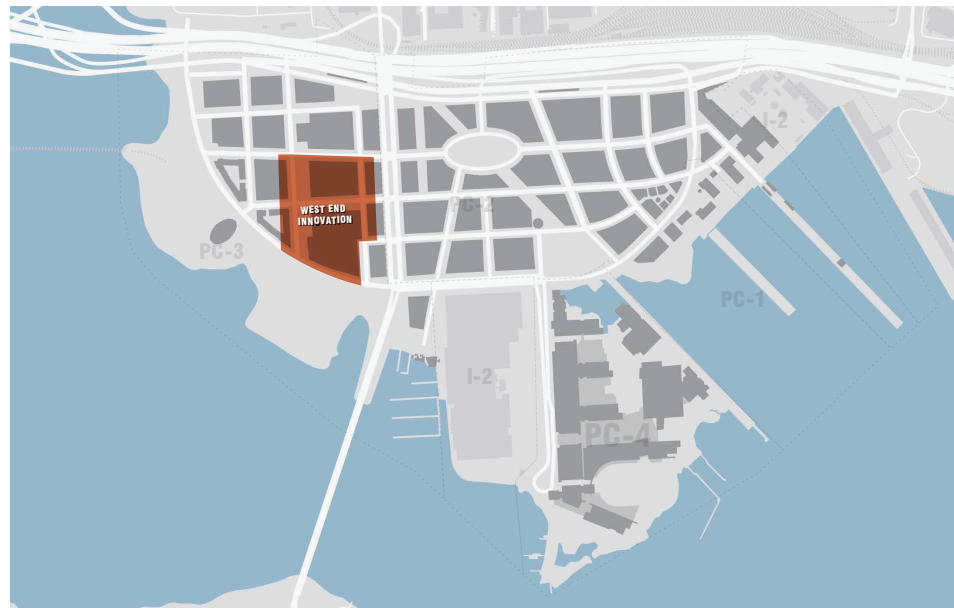 I-2
WEST END
INNOVATION
PC-2
PC-3
PC-1
I-2
PC-4